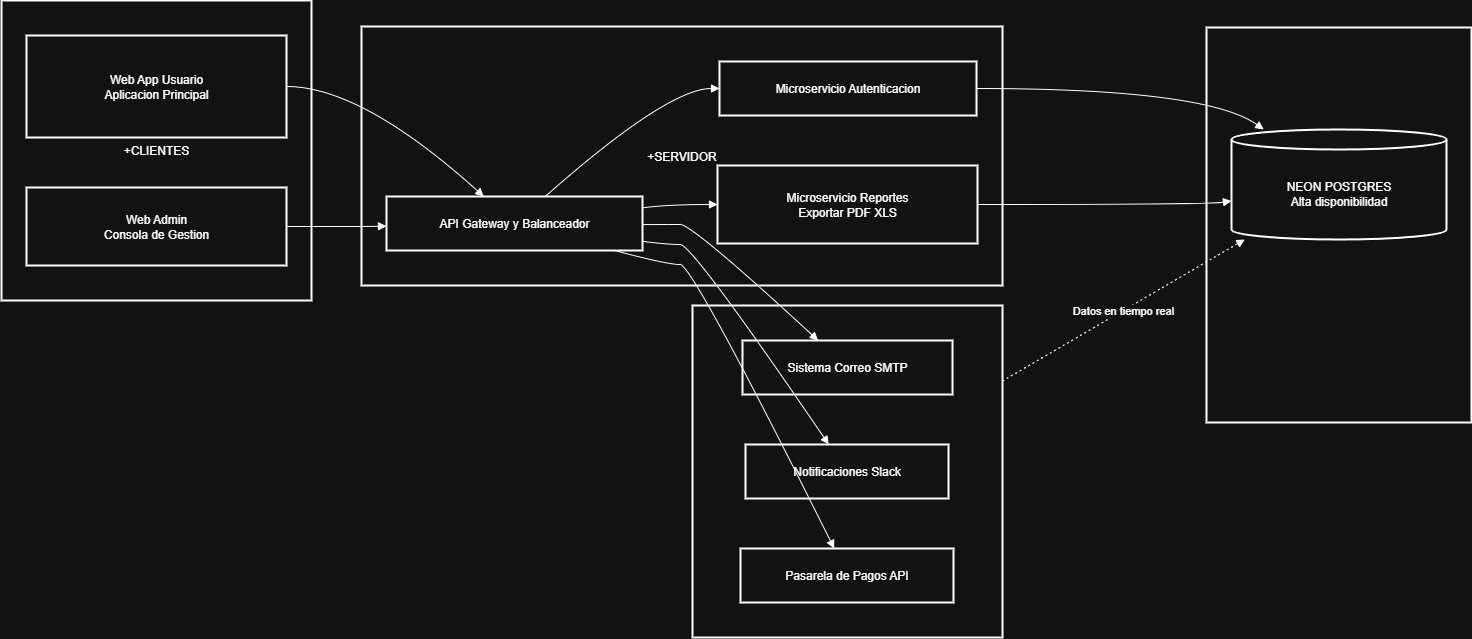 Web App Usuario
Aplicacion Principal
+CLIENTES
Web Admin
Consola de Gestion
Microservicio Autenticacion
+SERVIDOR
Microservicio Reportes
Exportar PDF XLS
API Gateway y Balanceador
NEON POSTGRES
Alta disponibilidad
Datos en tiempo real
Sistema Correo SMTP
Notificaciones Slack
Pasarela de Pagos API